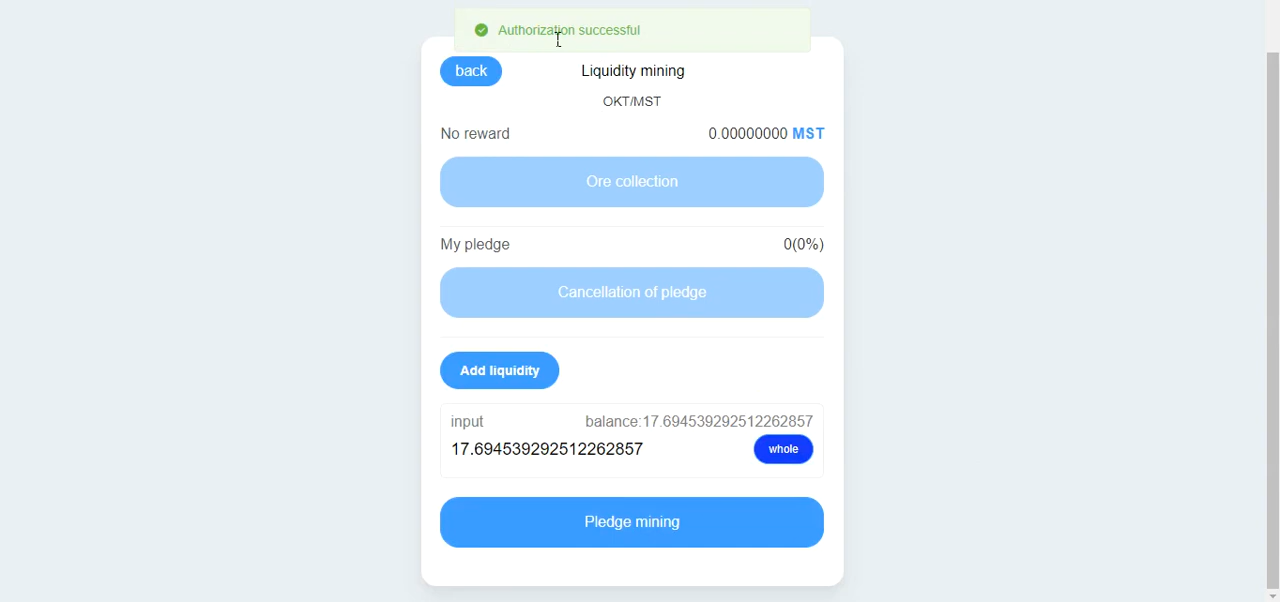 Authorization successful
back
Liquidity mining
OKT/MST
No reward 0.00000000 MST
Ore collection
My pledge 0(0%)
Cancellation of pledge
Add liquidity
input balance:17.694539292512262857
17.694539292512262857 whole
Pledge mining